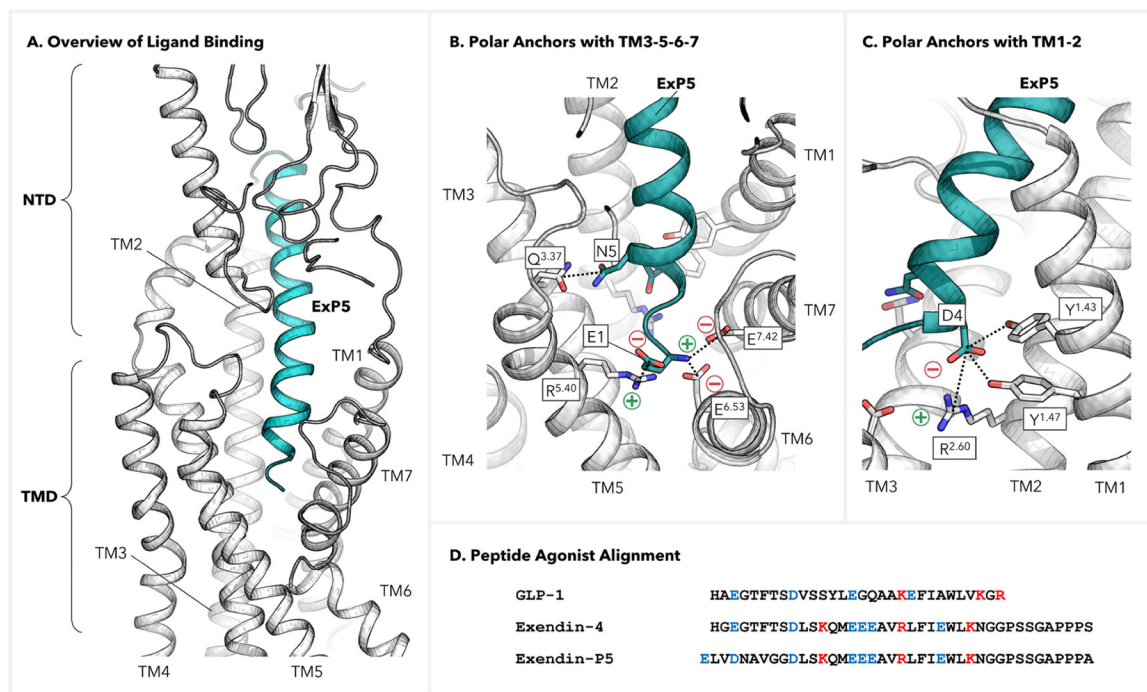 A. Overview of Ligand Binding
NTD
TM2
ExP5
TM1
TMD
TM7
TM3
TM6
TM4
TM5
B. Polar Anchors with TM3-5-6-7
TM2
ExP5
TM1
TM3
Q3.37
N5
TM7
E1
E7.42
R5.40
E6.53
TM6
TM4
TM5
C. Polar Anchors with TM1-2
ExP5
D4
Y1.43
Y1.47
R2.60
TM3
TM2
TM1
D. Peptide Agonist Alignment
GLP-1 HAEGTFTSDVSSYLEGQAAKEFIAWLVKGR
Exendin-4 HGEGTFTSDLSKQMEEEAVRLFIEWLKNGGPSSGAPPPS
Exendin-P5 ELVDNAVGGDLSKQMEEEAVRLFIEWLKNGGPSSGAPPPA